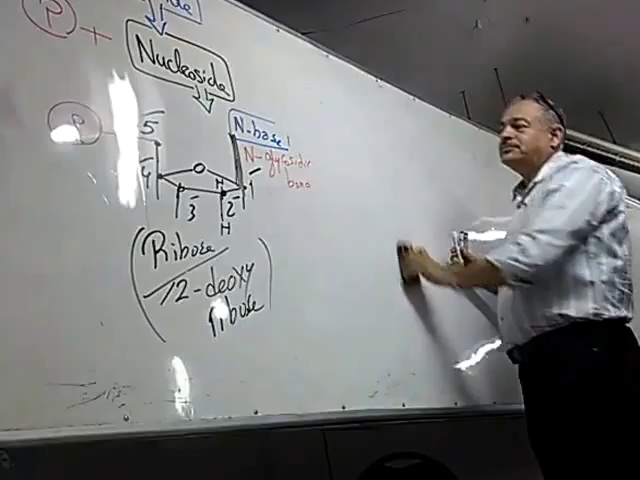 P +
Nucleoside
P
5
N-base
N-glycosidic
bond
O
4
H
1
3
2
H
(Ribose
/2-deoxy
Ribose)